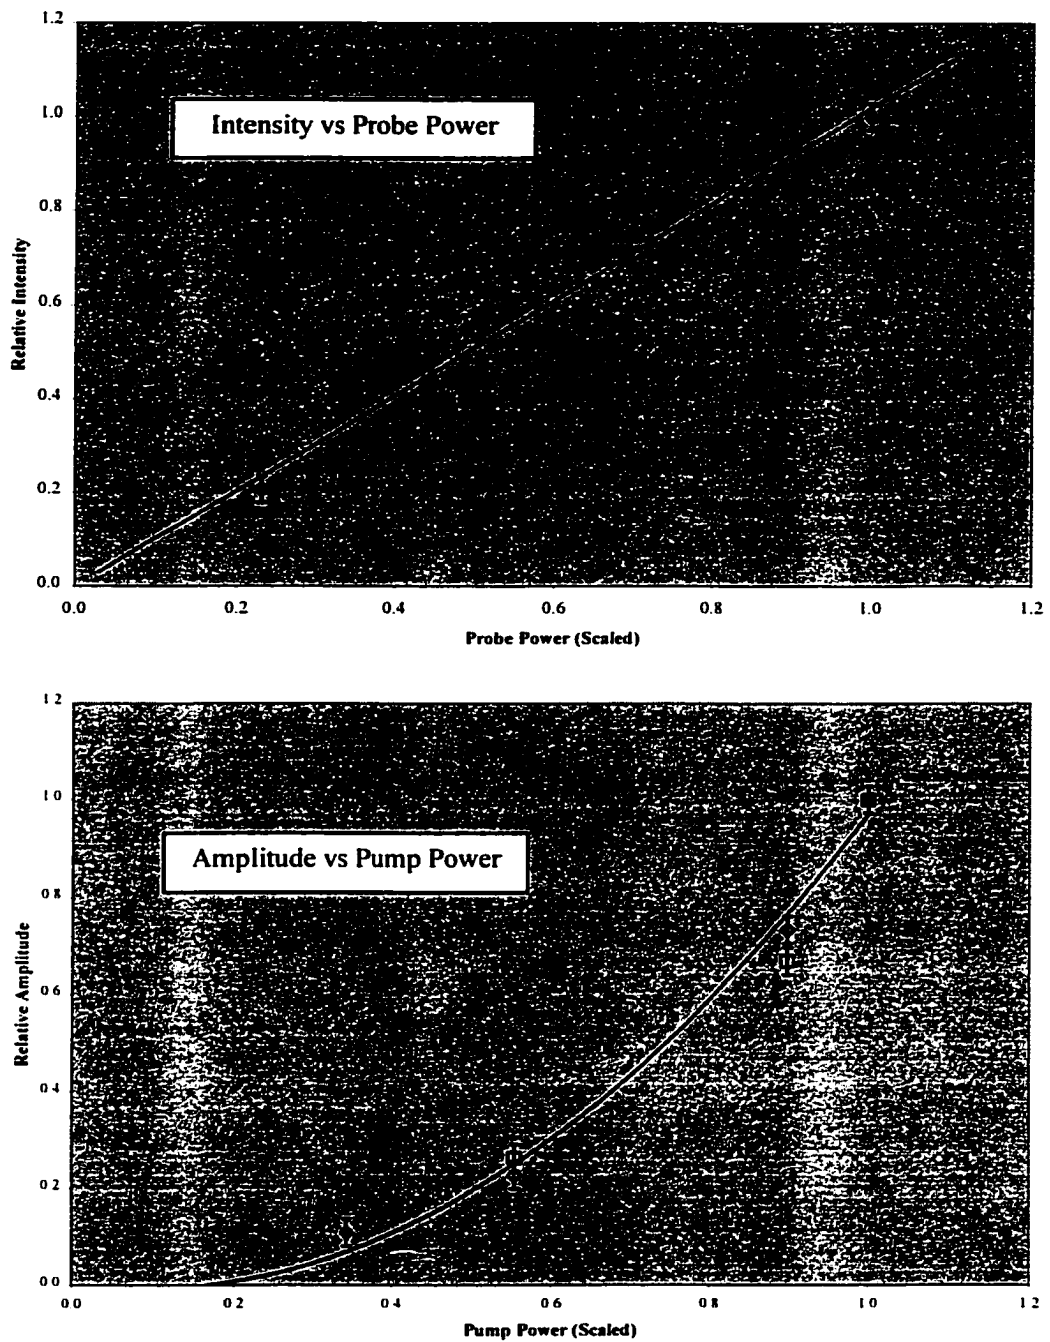 1.2
Intensity vs Probe Power
1.0
0.8
Relative Intensity
0.6
0.4
0.2
0.0
0.0 0.2 0.4 0.6 0.8 1.0 1.2
Probe Power (Scaled)
1.2
1.0
Amplitude vs Pump Power
0.8
Relative Amplitude
0.6
0.4
0.2
0.0
0.0 0.2 0.4 0.6 0.8 1.0 1.2
Pump Power (Scaled)